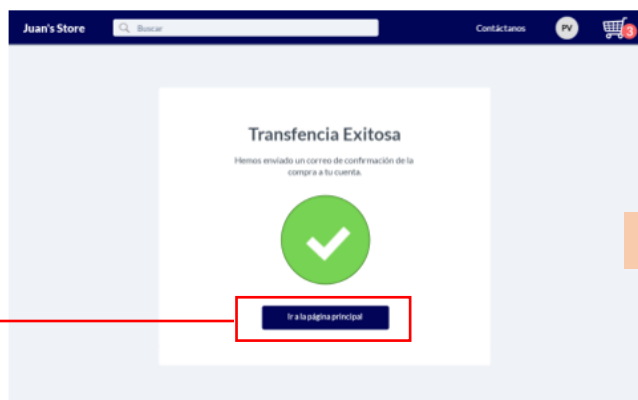 Juan's Store
Buscar
Contáctanos
PV
3
Transfencia Exitosa
Hemos enviado un correo de confirmación de la
compra a tu cuenta.
Ir a la página principal